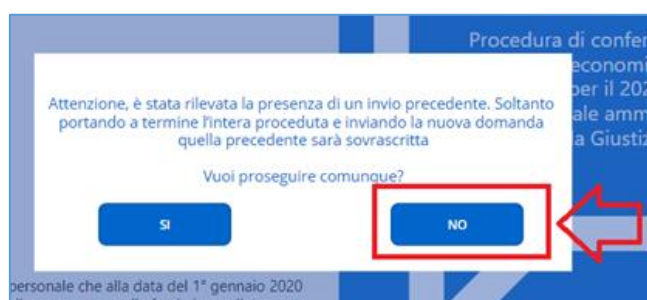 Procedura di confer
economi
per il 202
ale amm
la Giustiz
Attenzione, è stata rilevata la presenza di un invio precedente. Soltanto
portando a termine l'intera proceduta e inviando la nuova domanda
quella precedente sarà sovrascritta
Vuoi proseguire comunque?
SI
NO
personale che alla data del 1° gennaio 2020